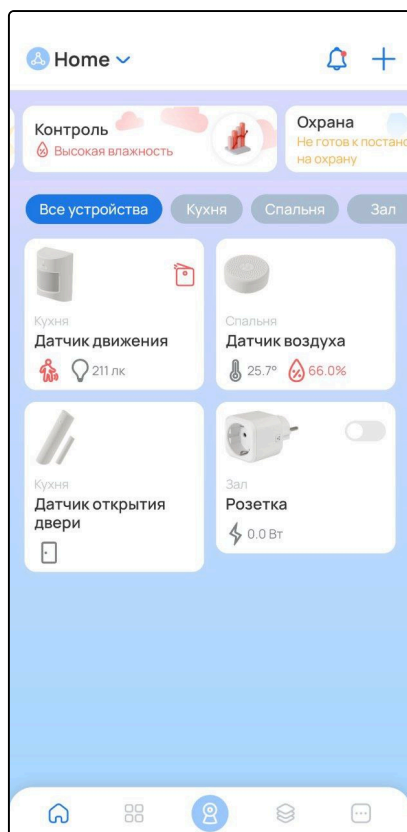 Home
Контроль
Высокая влажность
Охрана
Не готов к
на охрану
Все устройства
Кухня
Спальня
Зал
Кухня
Датчик движения
211 лк
Спальня
Датчик воздуха
25.7°
66.0%
Кухня
Датчик открытия
двери
Зал
Розетка
0.0 Вт